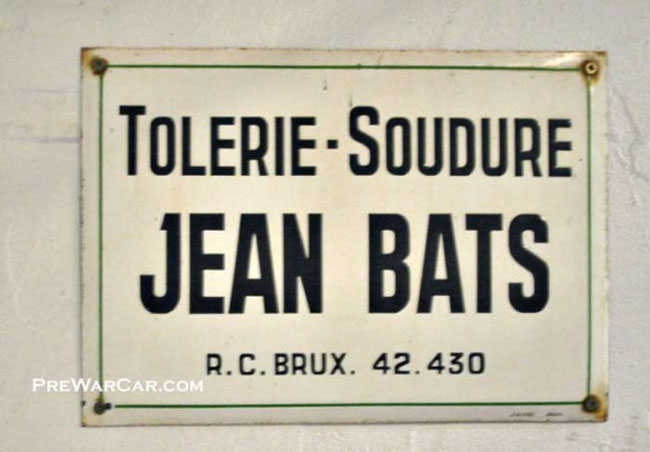 TOLERIE-SOUDURE
JEAN BATS
R.C. BRUX. 42.430
PREWARCAR.COM